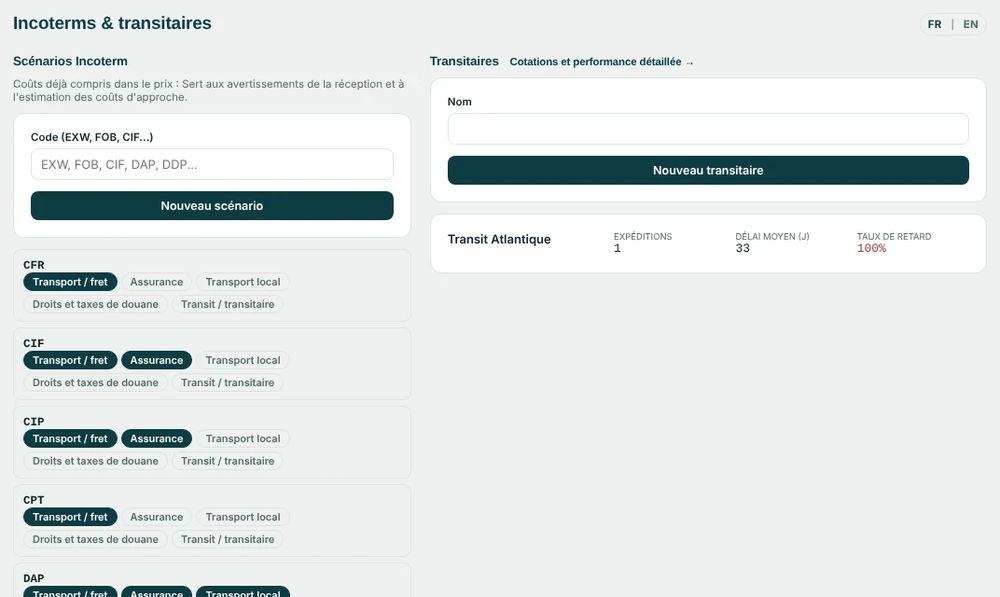 Incoterms & transitaires
FR | EN
Scénarios Incoterm
Coûts déjà compris dans le prix : Sert aux avertissements de la réception et à
l'estimation des coûts d'approche.
Code (EXW, FOB, CIF...)
EXW, FOB, CIF, DAP, DDP...
Nouveau scénario
CFR
Transport / fret Assurance Transport local
Droits et taxes de douane Transit / transitaire
CIF
Transport / fret Assurance Transport local
Droits et taxes de douane Transit / transitaire
CIP
Transport / fret Assurance Transport local
Droits et taxes de douane Transit / transitaire
CPT
Transport / fret Assurance Transport local
Droits et taxes de douane Transit / transitaire
DAP
Transport / fret Assurance Transport local
Transitaires Cotations et performance détaillée →
Nom
Nouveau transitaire
Transit Atlantique
EXPÉDITIONS
1
DÉLAI MOYEN (J)
33
TAUX DE RETARD
100%